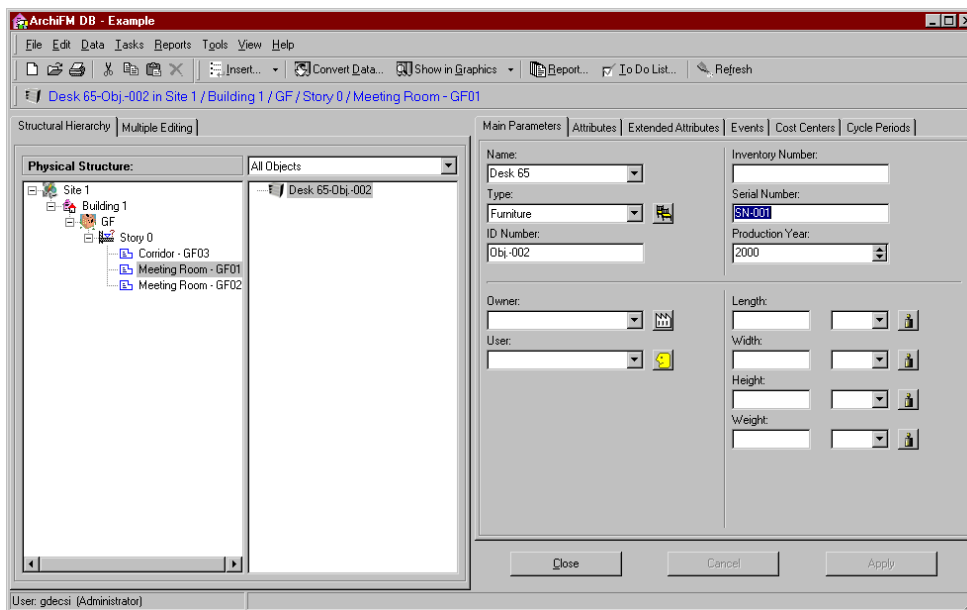 ArchiFM DB - Example
File Edit Data Tasks Reports Tools View Help
Insert... Convert Data... Show in Graphics Report... To Do List... Refresh
Desk 65-Obj.-002 in Site 1 / Building 1 / GF / Story 0 / Meeting Room - GF01
Structural Hierarchy Multiple Editing
Physical Structure:
All Objects
Site 1
Building 1
GF
Story 0
Corridor - GF03
Meeting Room - GF01
Meeting Room - GF02
Desk 65-Obj.-002
Main Parameters Attributes Extended Attributes Events Cost Centers Cycle Periods
Name:
Desk 65
Type:
Furniture
ID Number:
Obj.-002
Inventory Number:
Serial Number:
SN-001
Production Year:
2000
Owner:
User:
Length:
Width:
Height:
Weight:
Close Cancel Apply
User: gdecsi (Administrator)